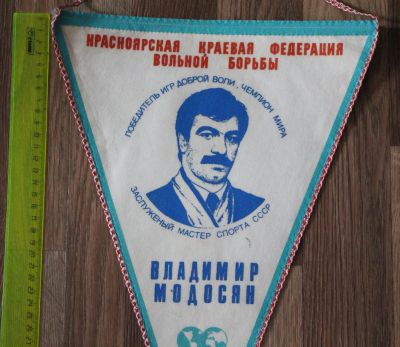 КРАСНОЯРСКАЯ КРАЕВАЯ ФЕДЕРАЦИЯ
ВОЛЬНОЙ БОРЬБЫ
ПОБЕДИТЕЛЬ ИГР ДОБРОЙ ВОЛИ. ЧЕМПИОН МИРА
ЗАСЛУЖЕНЫЙ МАСТЕР СПОРТА СССР
ВЛАДИМИР
МОДОСЯН